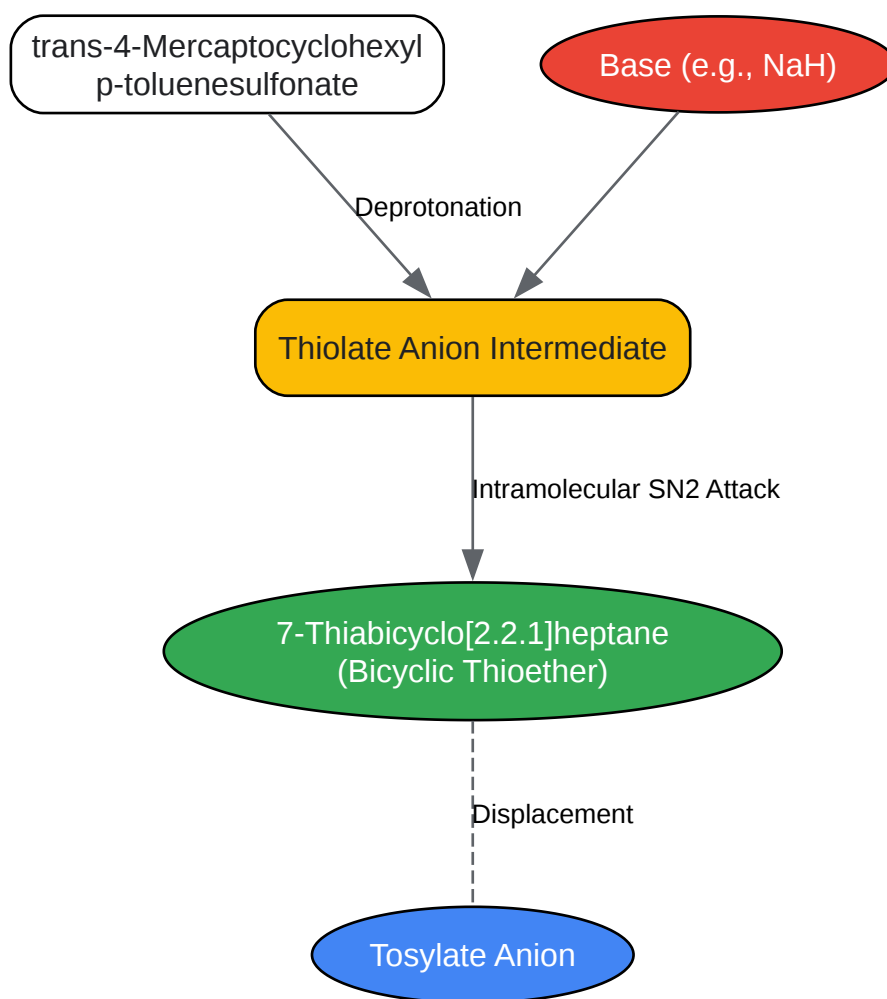 trans-4-Mercaptocyclohexyl
p-toluenesulfonate
Base (e.g., NaH)
Deprotonation
Thiolate Anion Intermediate
Intramolecular SN2 Attack
7-Thiabicyclo[2.2.1]heptane
(Bicyclic Thioether)
Displacement
Tosylate Anion